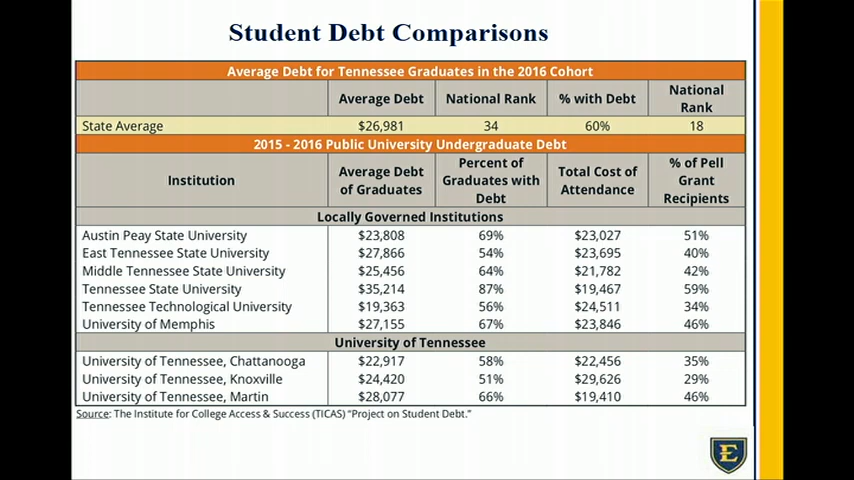 Student Debt Comparisons
Average Debt for Tennessee Graduates in the 2016 Cohort
Average Debt National Rank % with Debt National Rank
State Average $26,981 34 60% 18
2015 - 2016 Public University Undergraduate Debt
Institution Average Debt of Graduates Percent of Graduates with Debt Total Cost of Attendance % of Pell Grant Recipients
Locally Governed Institutions
Austin Peay State University $23,808 69% $23,027 51%
East Tennessee State University $27,866 54% $23,695 40%
Middle Tennessee State University $25,456 64% $21,782 42%
Tennessee State University $35,214 87% $19,467 59%
Tennessee Technological University $19,363 56% $24,511 34%
University of Memphis $27,155 67% $23,846 46%
University of Tennessee
University of Tennessee, Chattanooga $22,917 58% $22,456 35%
University of Tennessee, Knoxville $24,420 51% $29,626 29%
University of Tennessee, Martin $28,077 66% $19,410 46%
Source: The Institute for College Access & Success (TICAS) "Project on Student Debt."
E